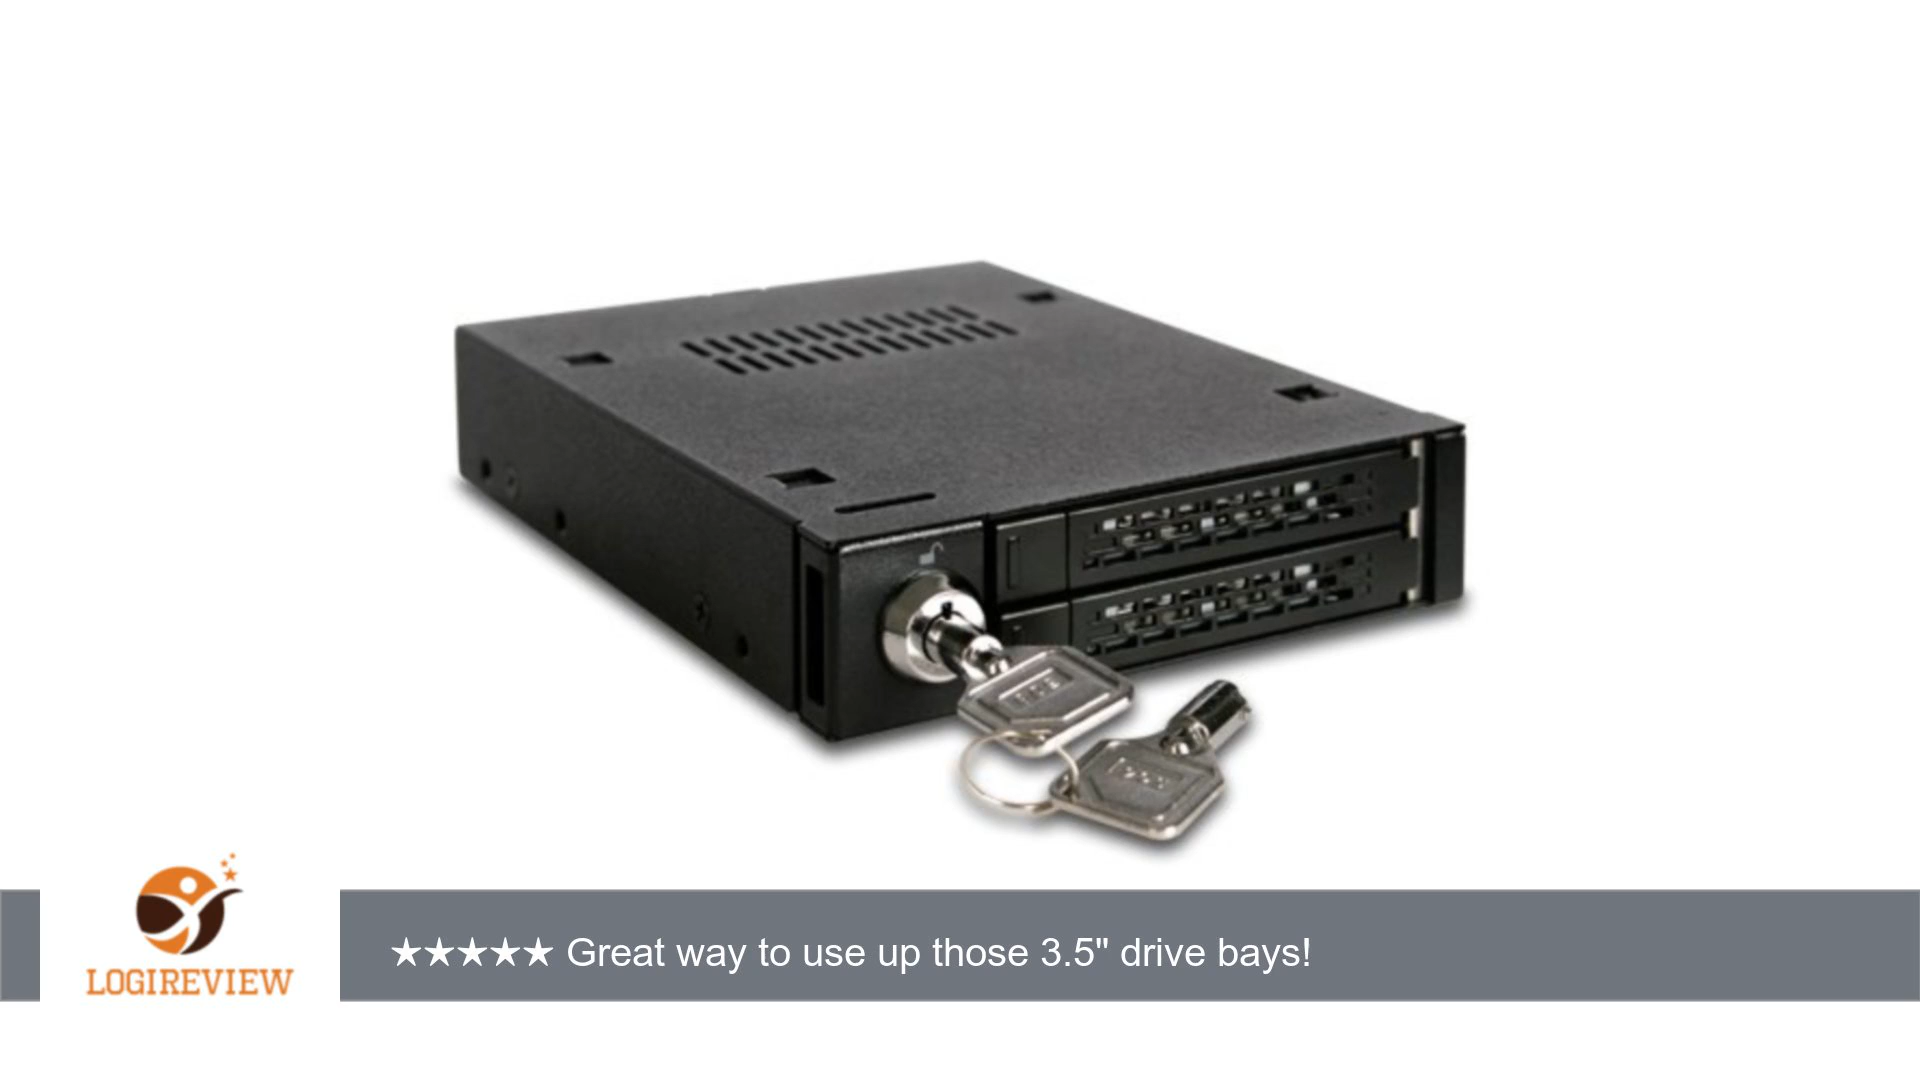 ★★★★★ Great way to use up those 3.5" drive bays!
LOGIREVIEW